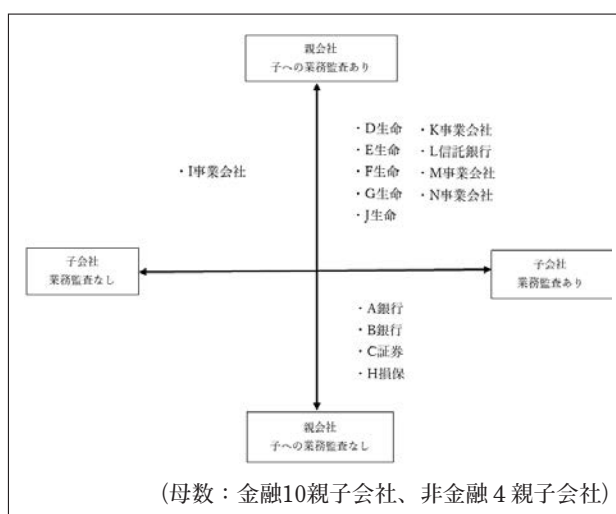 親会社
子への業務監査あり
・D生命
・E生命
・F生命
・G生命
・J生命
・K事業会社
・L信託銀行
・M事業会社
・N事業会社
・I事業会社
子会社
業務監査なし
子会社
業務監査あり
・A銀行
・B銀行
・C証券
・H損保
親会社
子への業務監査なし
(母数：金融10親子会社、非金融４親子会社)